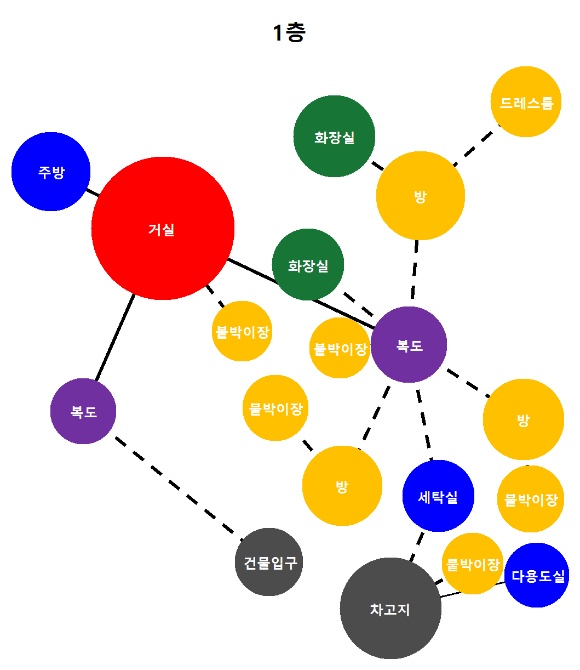 1층
드레스룸
화장실
주방
방
거실
화장실
붙박이장
복도
붙박이장
붙박이장
복도
방
방
세탁실
붙박이장
건물입구
붙박이장
다용도실
차고지